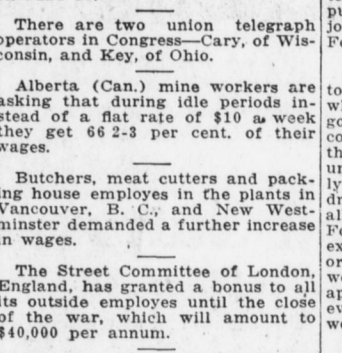 There are two union telegraph
operators in Congress—Cary, of Wis-
consin, and Key, of Ohio.
Alberta (Can.) mine workers are
asking that during idle periods in-
stead of a flat rate of $10 a week
they get 66 2-3 per cent. of their
wages.
Butchers, meat cutters and pack-
ing house employes in the plants in
Vancouver, B. C., and New West-
minster demanded a further increase
in wages.
The Street Committee of London,
England, has granted a bonus to all
its outside employes until the close
of the war, which will amount to
$40,000 per annum.